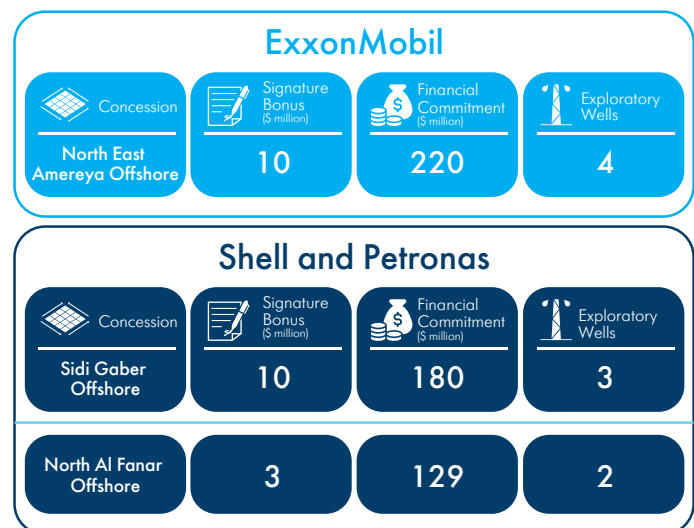 ExxonMobil
Concession
Signature
Bonus
($ million)
Financial
Commitment
($ million)
Exploratory
Wells
North East
Amereya Offshore
10
220
4
Shell and Petronas
Concession
Signature
Bonus
($ million)
Financial
Commitment
($ million)
Exploratory
Wells
Sidi Gaber
Offshore
10
180
3
North Al Fanar
Offshore
3
129
2